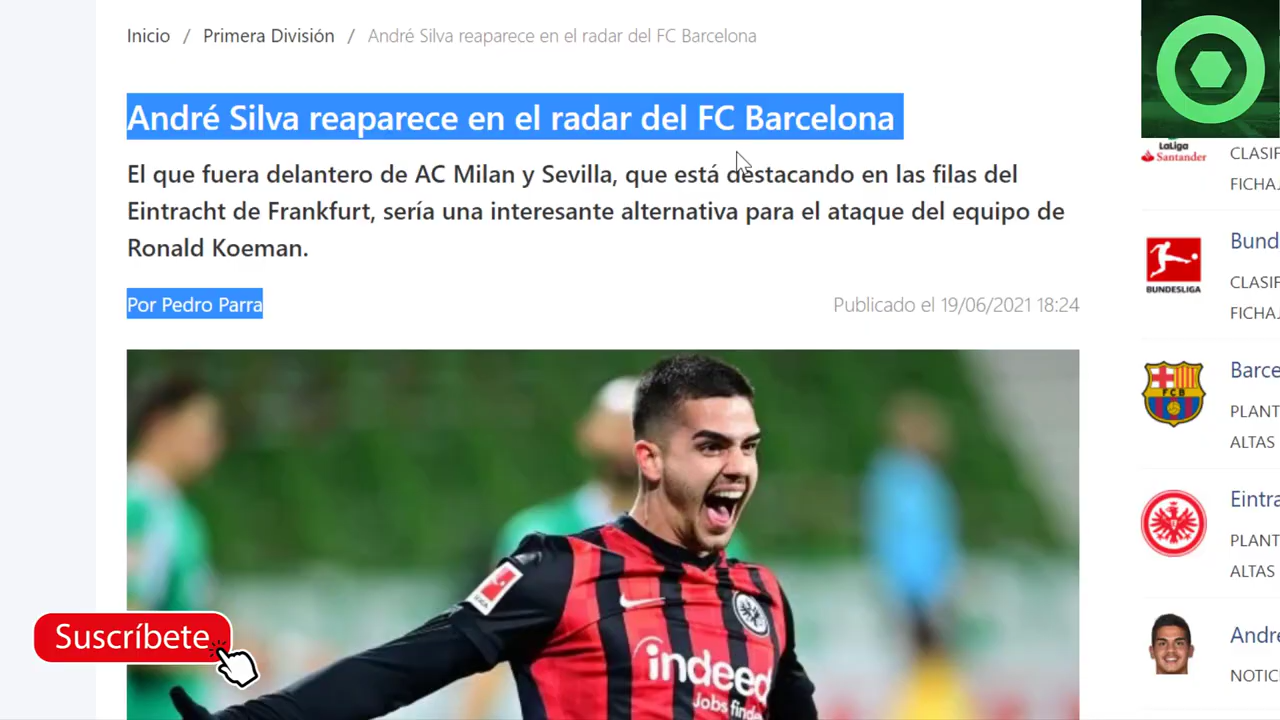 Inicio / Primera División / André Silva reaparece en el radar del FC Barcelona
André Silva reaparece en el radar del FC Barcelona
El que fuera delantero de AC Milan y Sevilla, que está destacando en las filas del
Eintracht de Frankfurt, sería una interesante alternativa para el ataque del equipo de
Ronald Koeman.
Por Pedro Parra
Publicado el 19/06/2021 18:24
LaLiga
Santander
CLASIF
FICHA
BUNDESLIGA
Bund
CLASIF
FICHA
FCB
Barce
PLANT
ALTAS
Eintra
PLANT
ALTAS
Andre
NOTIC
indeed
Jobs finde
Suscríbete